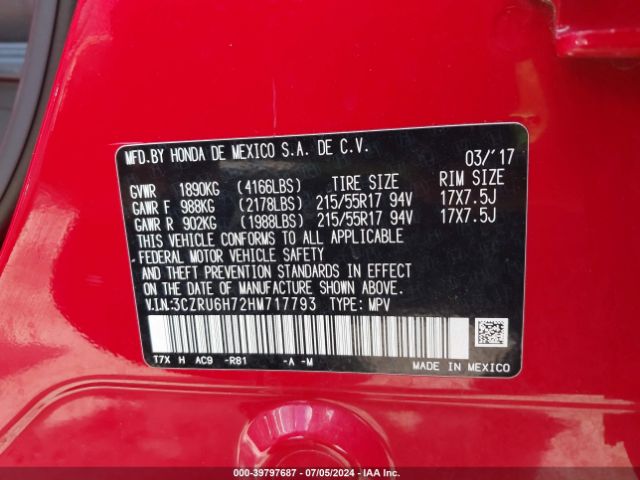 MFD.BY HONDA DE MEXICO S.A. DE C.V. 03/'17
GVWR 1890KG (4166LBS) TIRE SIZE RIM SIZE
GAWR F 988KG (2178LBS) 215/55R17 94V 17X7.5J
GAWR R 902KG (1988LBS) 215/55R17 94V 17X7.5J
THIS VEHICLE CONFORMS TO ALL APPLICABLE
FEDERAL MOTOR VEHICLE SAFETY
AND THEFT PREVENTION STANDARDS IN EFFECT
ON THE DATE OF MANUFACTURE SHOWN ABOVE.
V.I.N:3CZRU6H72HM717793 TYPE: MPV
T7X H AC9 -R81 -A -M MADE IN MEXICO
000-39797687 - 07/05/2024 - IAA Inc.